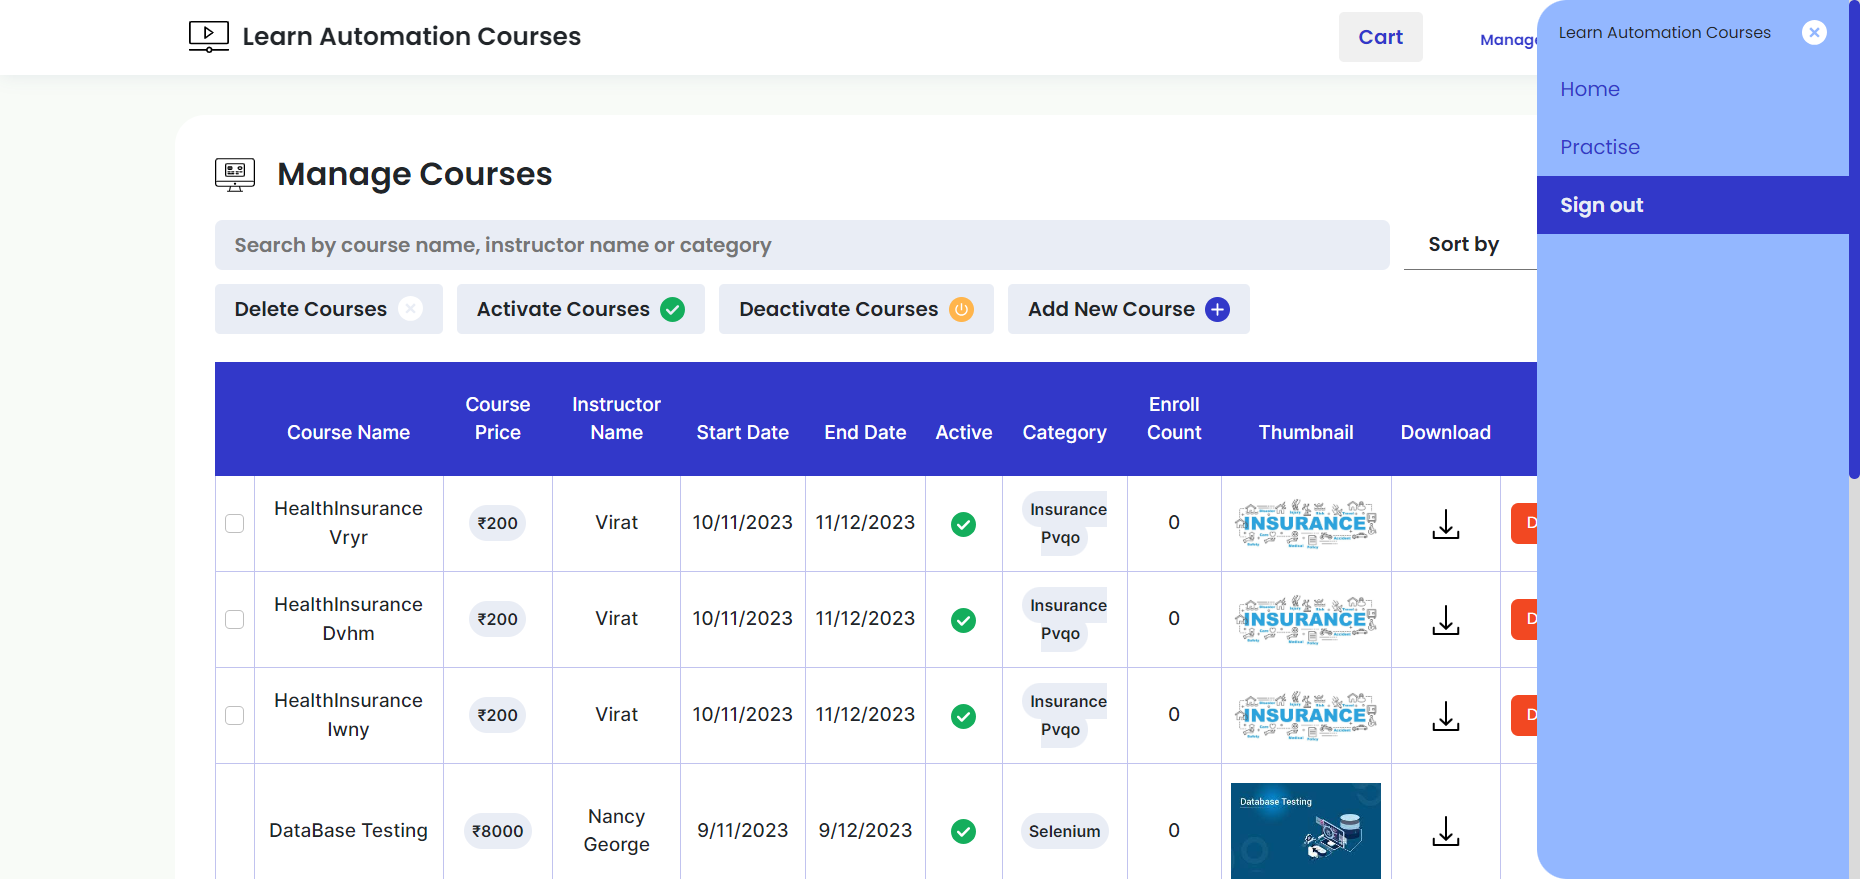 Learn Automation Courses
Cart
Manage
Learn Automation Courses
Home
Practise
Sign out
Manage Courses
Search by course name, instructor name or category
Sort by
Delete Courses
Activate Courses
Deactivate Courses
Add New Course
Course Name
Course Price
Instructor Name
Start Date
End Date
Active
Category
Enroll Count
Thumbnail
Download
HealthInsurance
Vryr
₹200
Virat
10/11/2023
11/12/2023
Insurance
Pvqo
0
INSURANCE
D
HealthInsurance
Dvhm
₹200
Virat
10/11/2023
11/12/2023
Insurance
Pvqo
0
INSURANCE
D
HealthInsurance
Iwny
₹200
Virat
10/11/2023
11/12/2023
Insurance
Pvqo
0
INSURANCE
D
DataBase Testing
₹8000
Nancy
George
9/11/2023
9/12/2023
Selenium
0
Database Testing